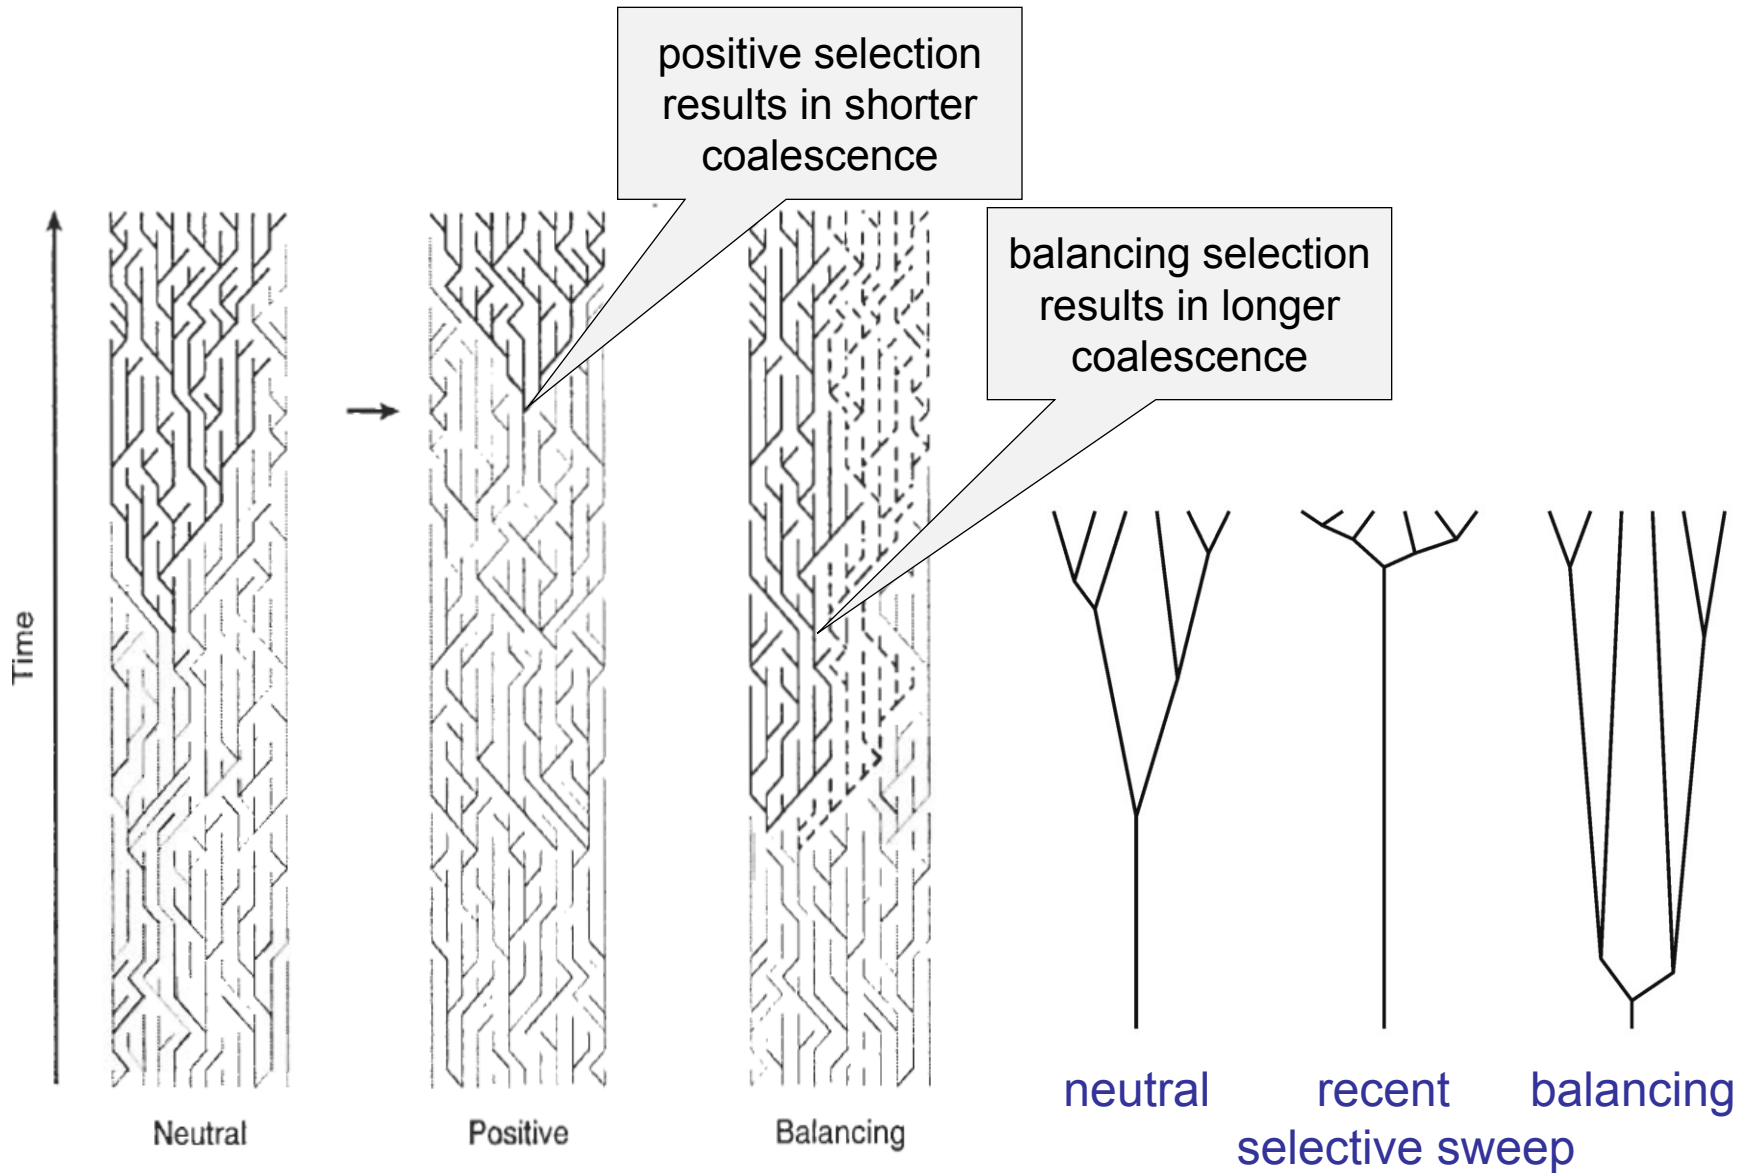 positive selection
results in shorter
coalescence
balancing selection
results in longer
coalescence
Time
Neutral
Positive
Balancing
neutral
recent
selective sweep
balancing